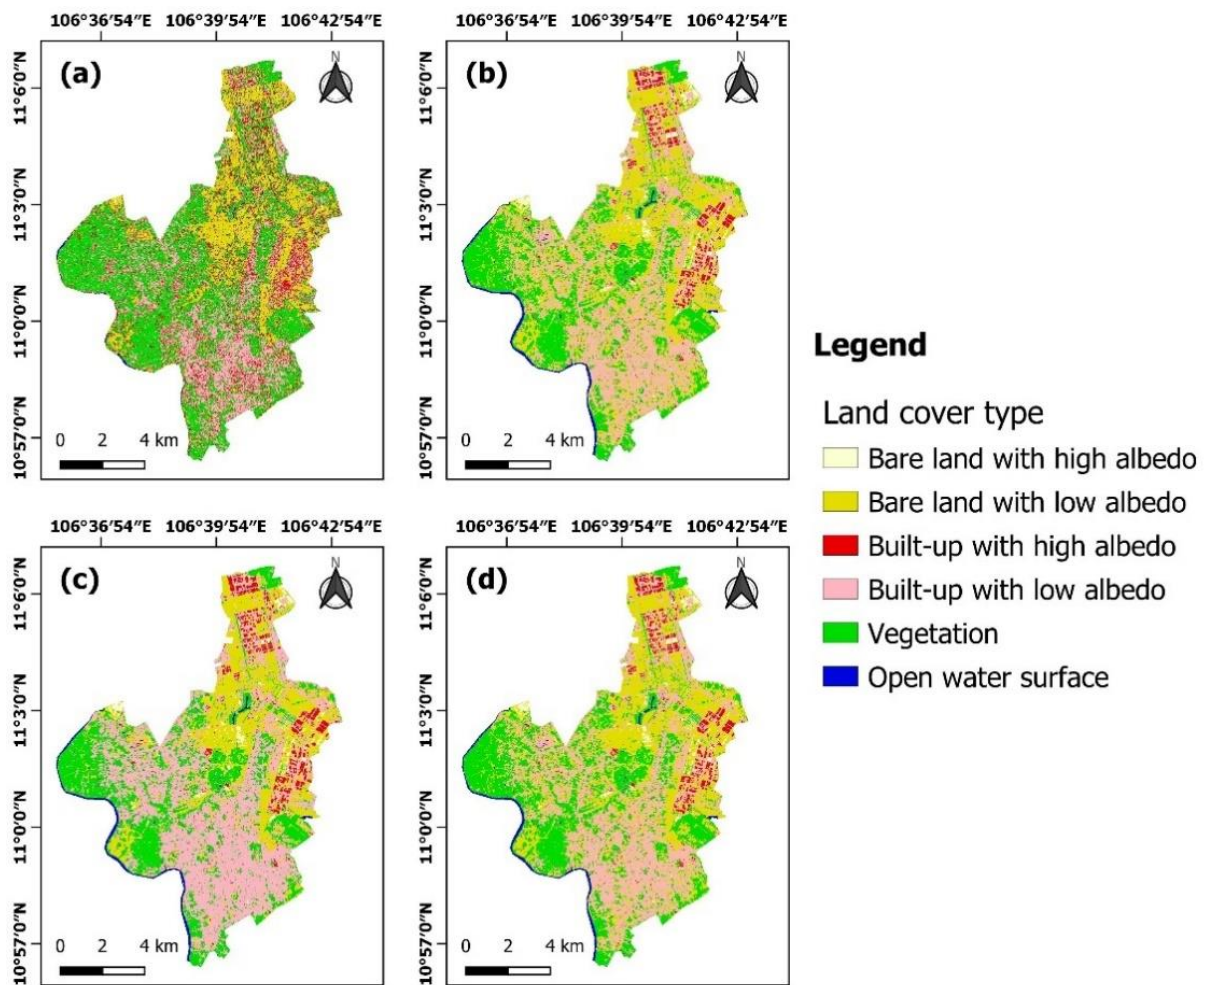 106°36′54″E 106°39′54″E 106°42′54″E
106°36′54″E 106°39′54″E 106°42′54″E
(a)
N
(b)
N
11°6′0″N
11°3′0″N
11°0′0″N
10°57′0″N
0 2 4 km
11°6′0″N
11°3′0″N
11°0′0″N
10°57′0″N
0 2 4 km
Legend
Land cover type
Bare land with high albedo
Bare land with low albedo
Built-up with high albedo
Built-up with low albedo
Vegetation
Open water surface
106°36′54″E 106°39′54″E 106°42′54″E
106°36′54″E 106°39′54″E 106°42′54″E
(c)
N
(d)
N
11°6′0″N
11°3′0″N
11°0′0″N
10°57′0″N
0 2 4 km
11°6′0″N
11°3′0″N
11°0′0″N
10°57′0″N
0 2 4 km